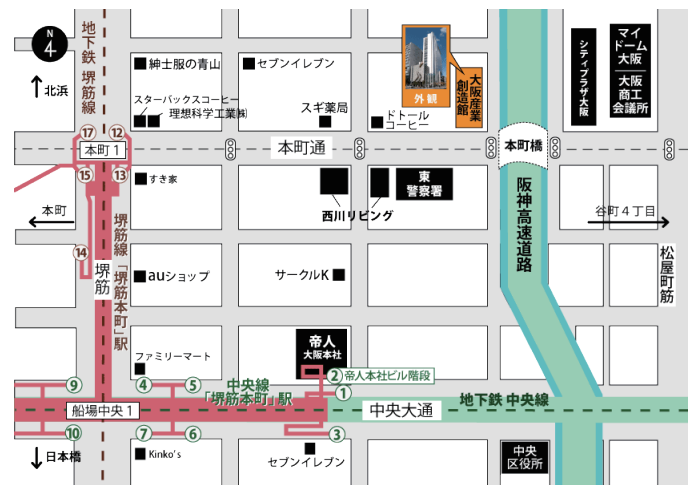 N
4
北浜
地下鉄 堺筋線
紳士服の青山
セブンイレブン
スターバックスコーヒー
理想科学工業㈱
スギ薬局
外観
大阪産業
創造館
ドトール
コーヒー
シティプラザ大阪
マイ
ドーム
大阪
大阪
商工
会議所
17
12
本町1
本町通
本町橋
15
13
すき家
西川リビング
東
警察署
阪神高速道路
本町
谷町4丁目
松屋町筋
14
堺筋
堺筋線「堺筋本町」駅
auショップ
サークルK
帝人
大阪本社
ファミリーマート
② 帝人本社ビル階段
9
4
5
中央線
「堺筋本町」駅
1
船場中央1
中央大通
地下鉄 中央線
10
7
6
3
日本橋
Kinko's
セブンイレブン
中央
区役所